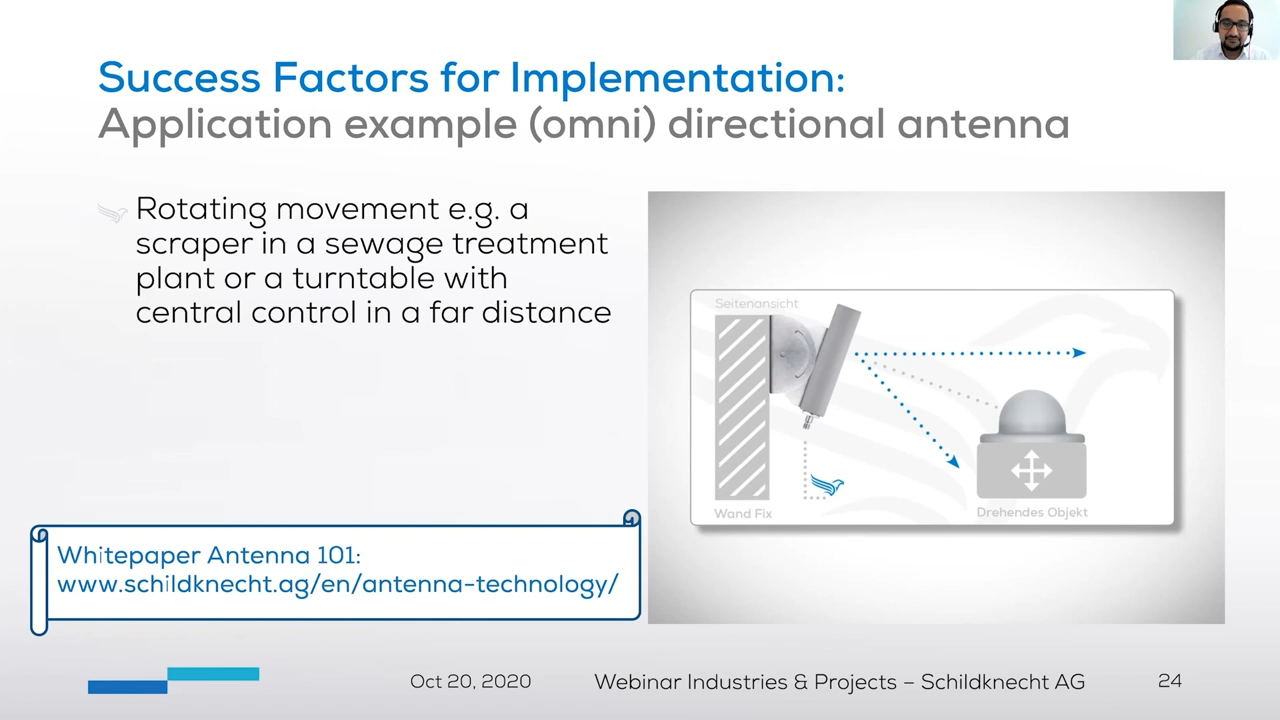 Success Factors for Implementation:
Application example (omni) directional antenna
Rotating movement e.g. a
scraper in a sewage treatment
plant or a turntable with
central control in a far distance
Seitenansicht
Wand Fix
Drehendes Objekt
Whitepaper Antenna 101:
www.schildknecht.ag/en/antenna-technology/
Oct 20, 2020
Webinar Industries & Projects – Schildknecht AG
24